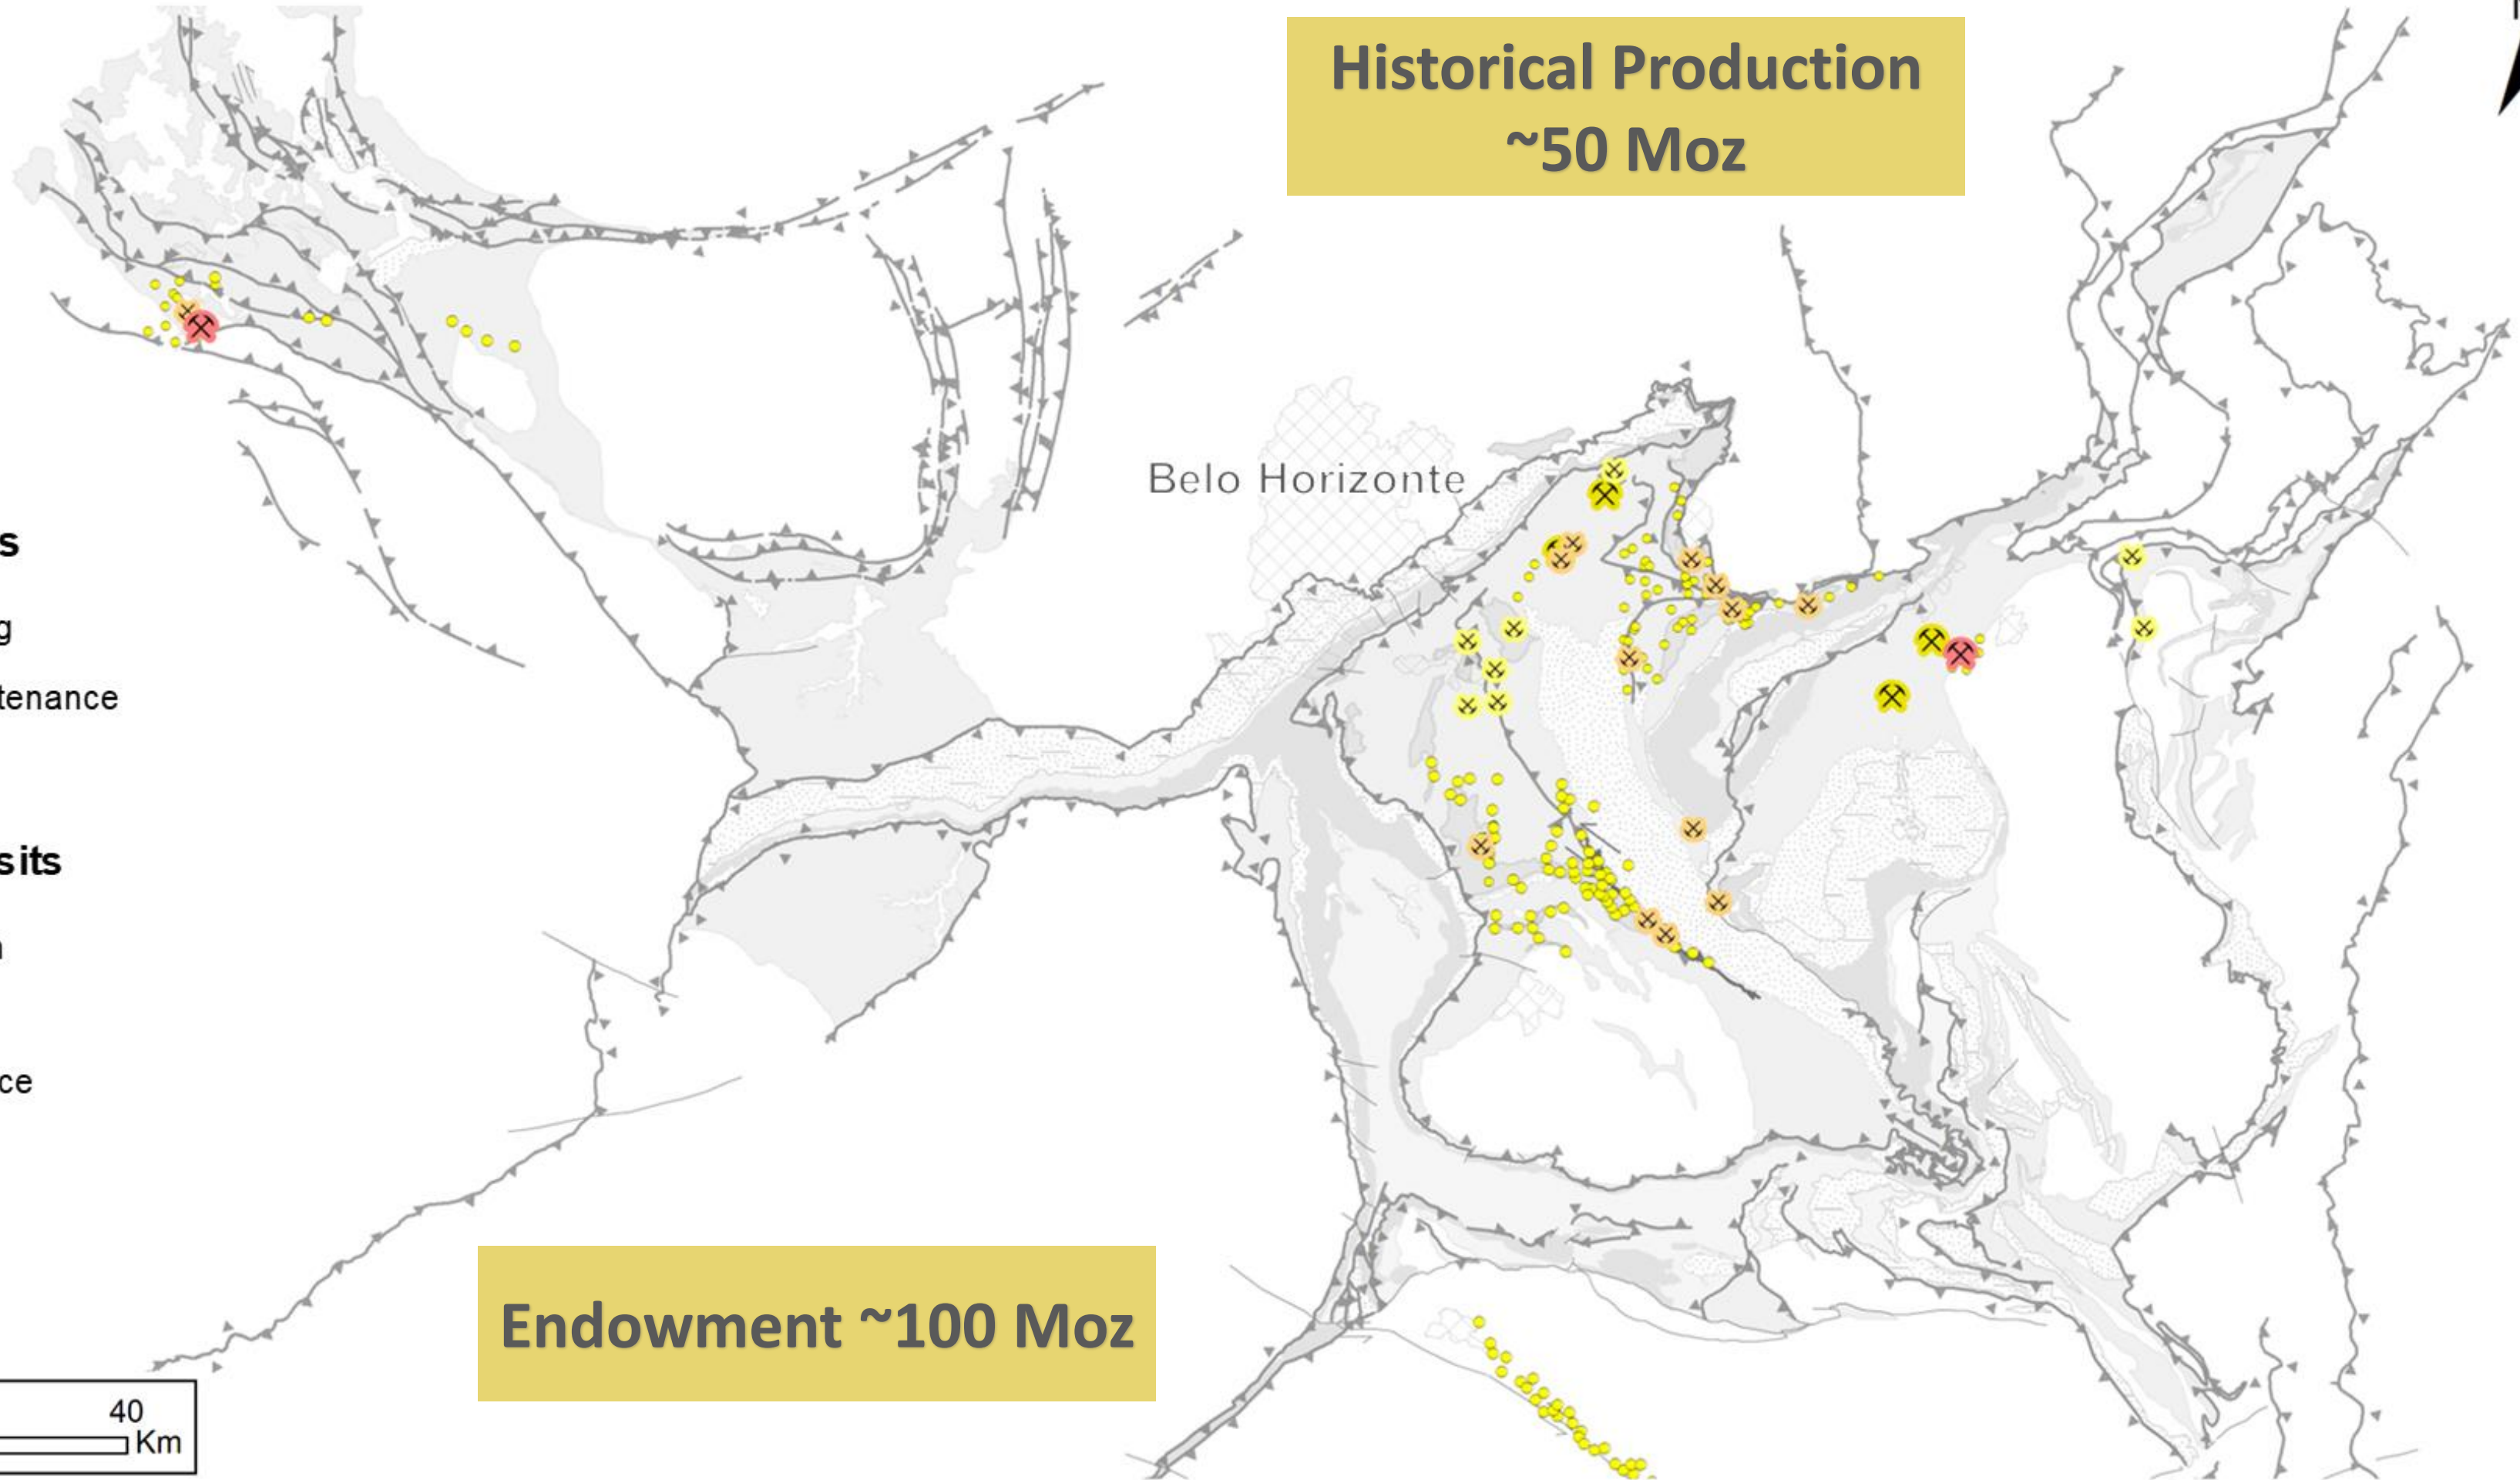 Historical Production
~50 Moz
Belo Horizonte
s
g
tenance
sits
n
ce
Endowment ~100 Moz
40
Km